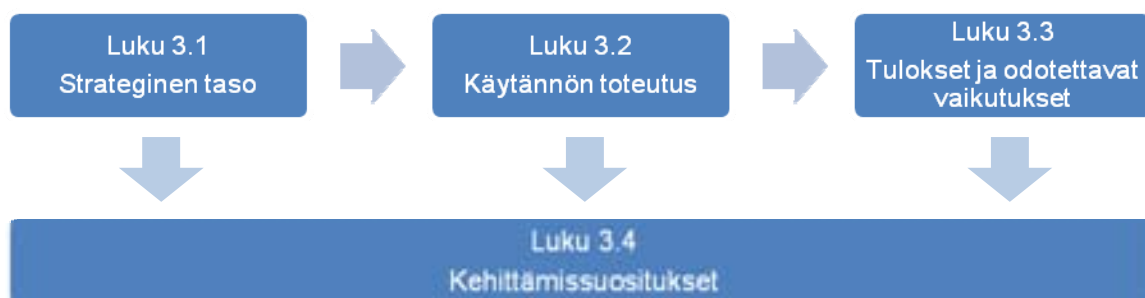 Luku 3.1
Strateginen taso
Luku 3.2
Käytännön toteutus
Luku 3.3
Tulokset ja odotettavat
vaikutukset
Luku 3.4
Kehittämissuositukset